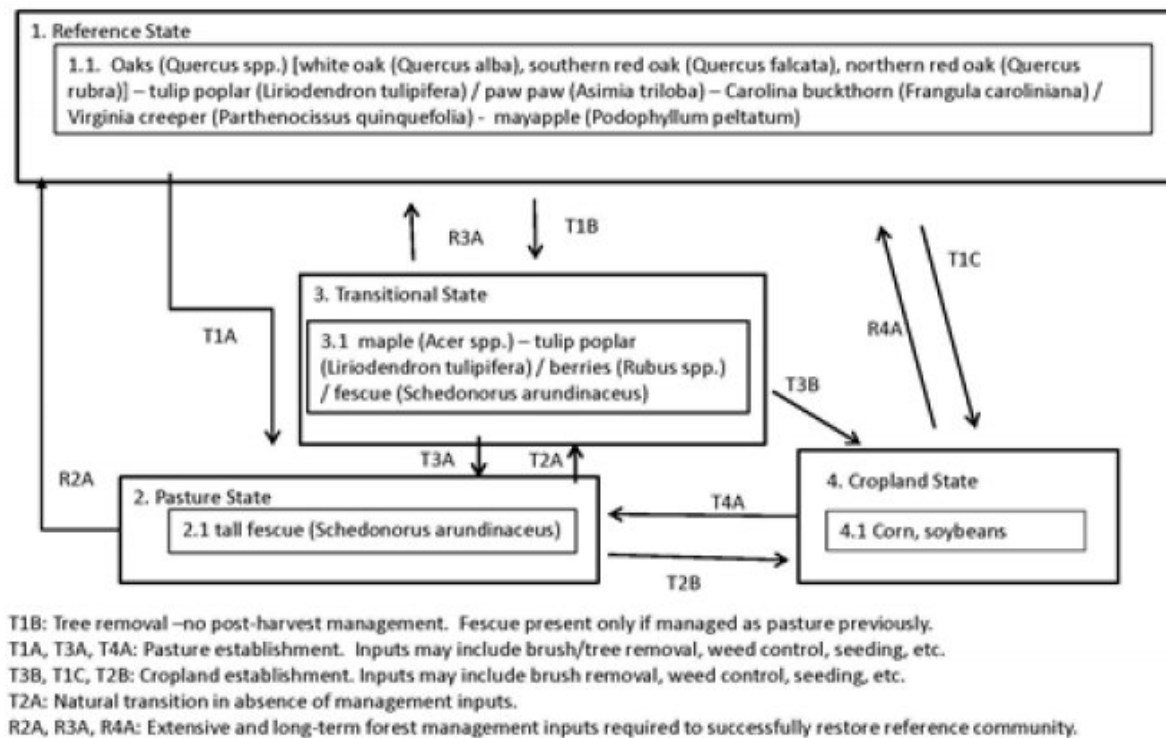 1. Reference State
1.1. Oaks (Quercus spp.) [white oak (Quercus alba), southern red oak (Quercus falcata), northern red oak (Quercus
rubra)] – tulip poplar (Liriodendron tulipifera) / paw paw (Asimia triloba) – Carolina buckthorn (Frangula caroliniana) /
Virginia creeper (Parthenocissus quinquefolia) - mayapple (Podophyllum peltatum)
R3A
T1B
T1C
3. Transitional State
T1A
R4A
3.1 maple (Acer spp.) – tulip poplar
(Liriodendron tulipifera) / berries (Rubus spp.)
/ fescue (Schedonorus arundinaceus)
T3B
R2A
T3A
T2A
2. Pasture State
4. Cropland State
2.1 tall fescue (Schedonorus arundinaceus)
T4A
4.1 Corn, soybeans
T2B
T1B: Tree removal –no post-harvest management. Fescue present only if managed as pasture previously.
T1A, T3A, T4A: Pasture establishment. Inputs may include brush/tree removal, weed control, seeding, etc.
T3B, T1C, T2B: Cropland establishment. Inputs may include brush removal, weed control, seeding, etc.
T2A: Natural transition in absence of management inputs.
R2A, R3A, R4A: Extensive and long-term forest management inputs required to successfully restore reference community.